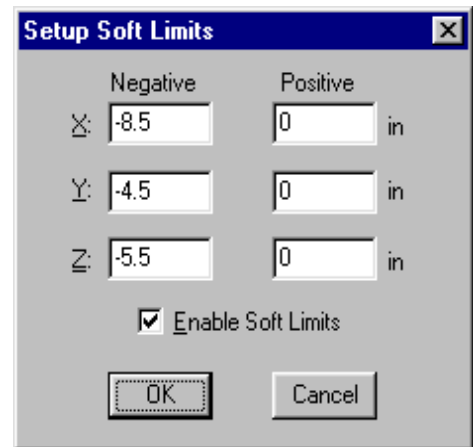 Setup Soft Limits
Negative Positive
X: -8.5 0 in
Y: -4.5 0 in
Z: -5.5 0 in
Enable Soft Limits
OK Cancel